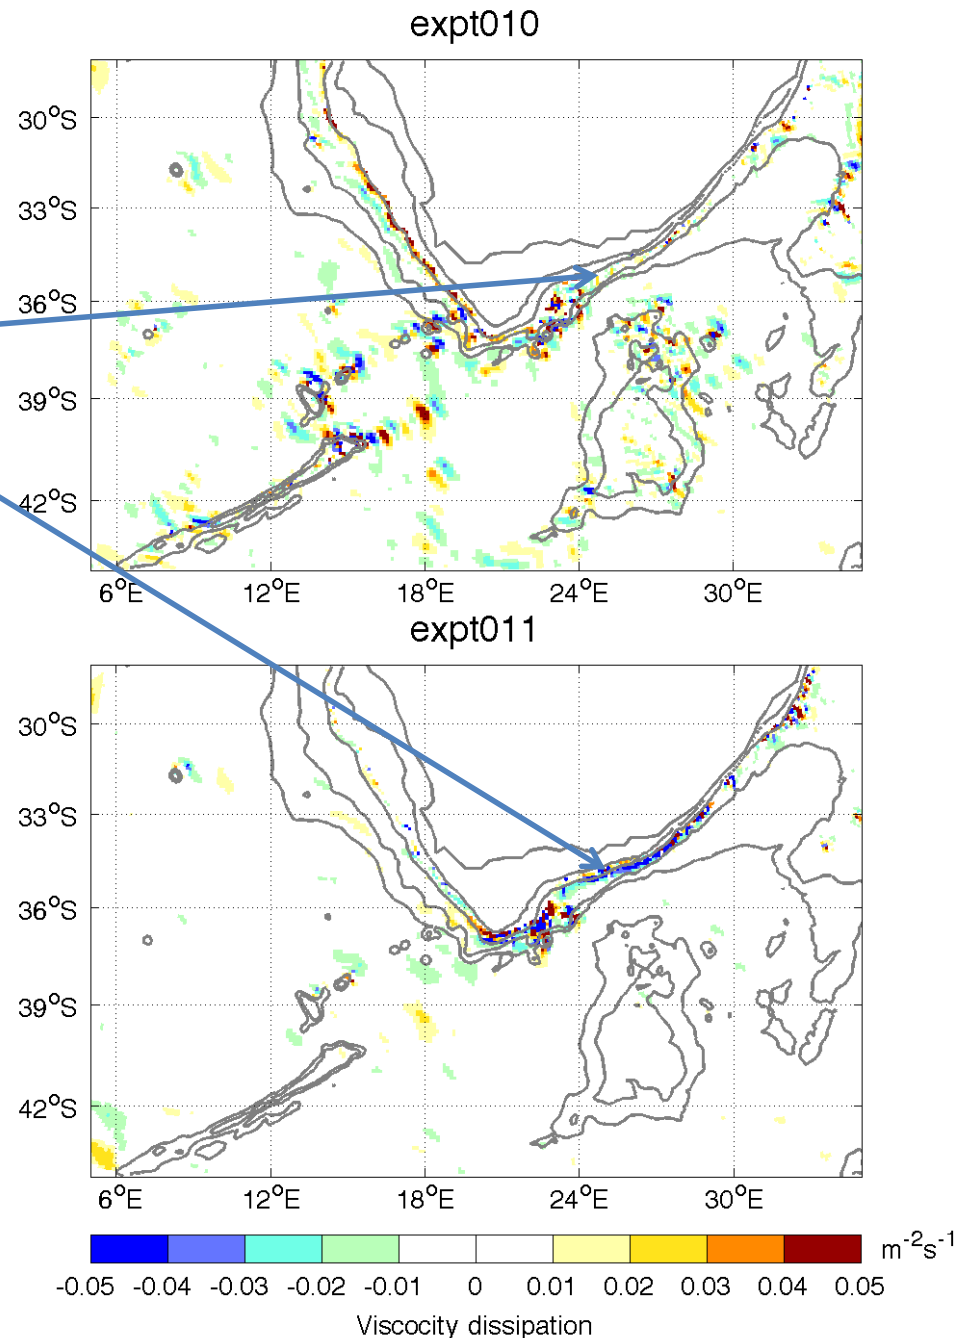 expt010
30°S
33°S
36°S
39°S
42°S
6°E 12°E 18°E 24°E 30°E
expt011
30°S
33°S
36°S
39°S
42°S
6°E 12°E 18°E 24°E 30°E
m⁻²s⁻¹
-0.05 -0.04 -0.03 -0.02 -0.01 0 0.01 0.02 0.03 0.04 0.05
Viscocity dissipation